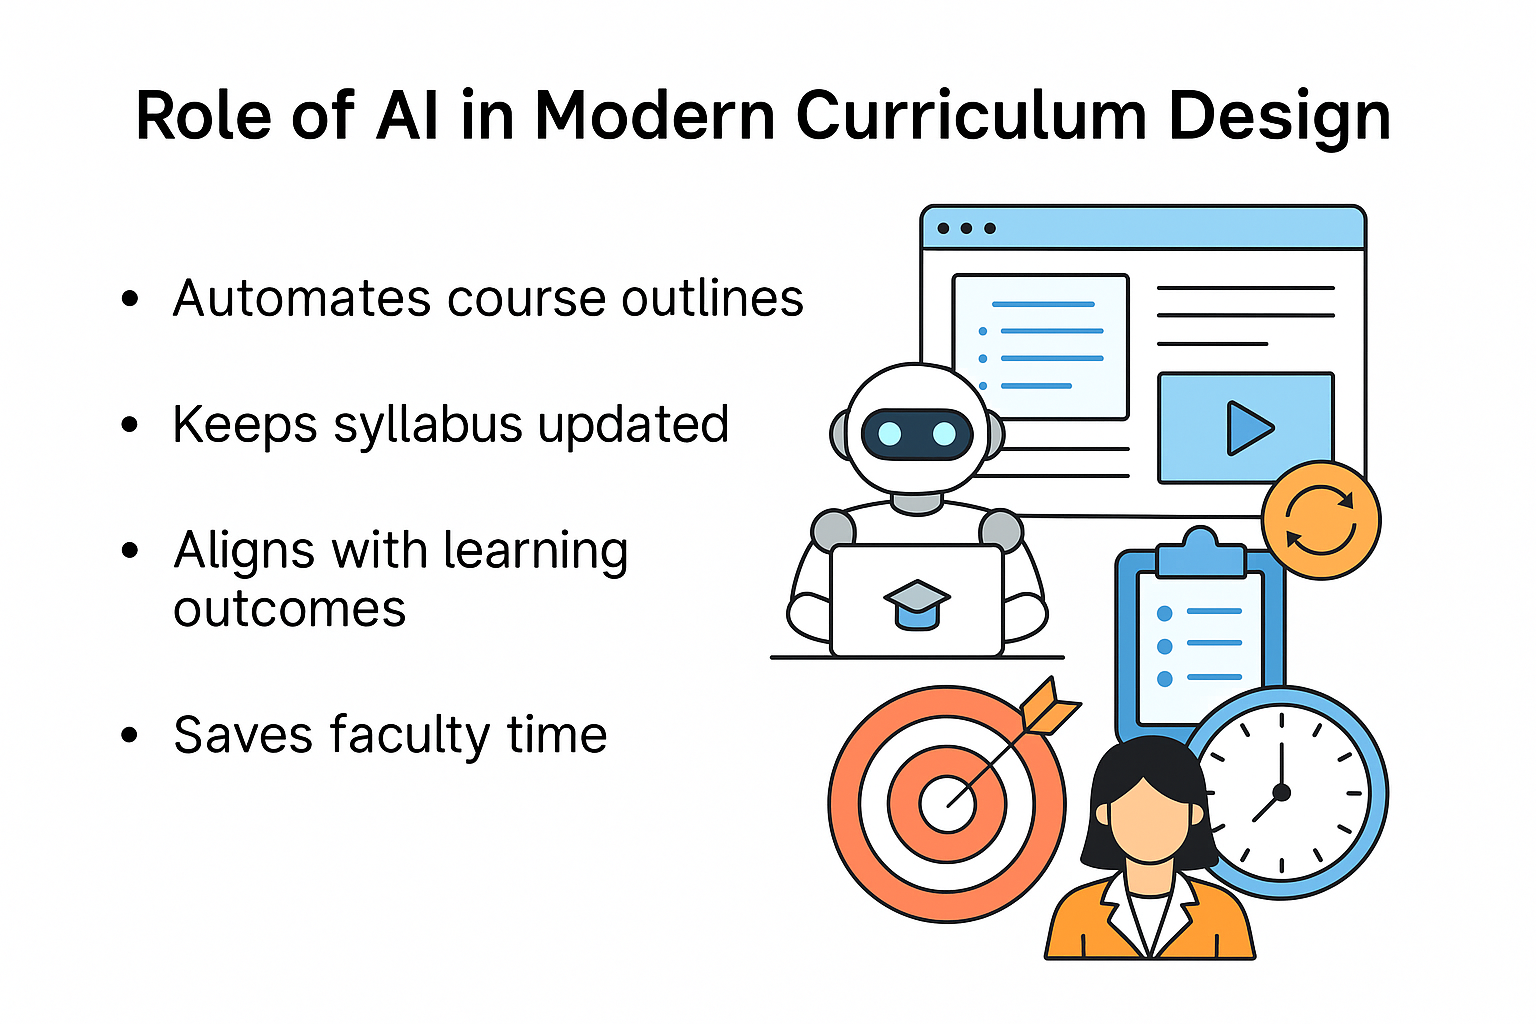 Role of AI in Modern Curriculum Design
• Automates course outlines
• Keeps syllabus updated
• Aligns with learning
outcomes
• Saves faculty time